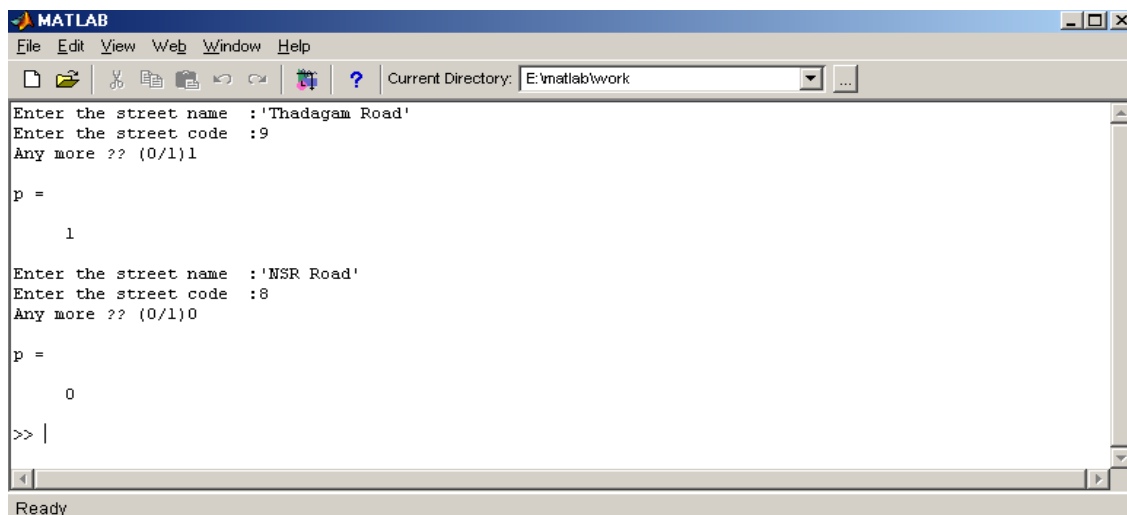 MATLAB
File Edit View Web Window Help
? Current Directory: E:\matlab\work ...
Enter the street name  :'Thadagam Road'
Enter the street code  :9
Any more ?? (0/1)1
p =
1
Enter the street name  :'NSR Road'
Enter the street code  :8
Any more ?? (0/1)0
p =
0
>>
Ready